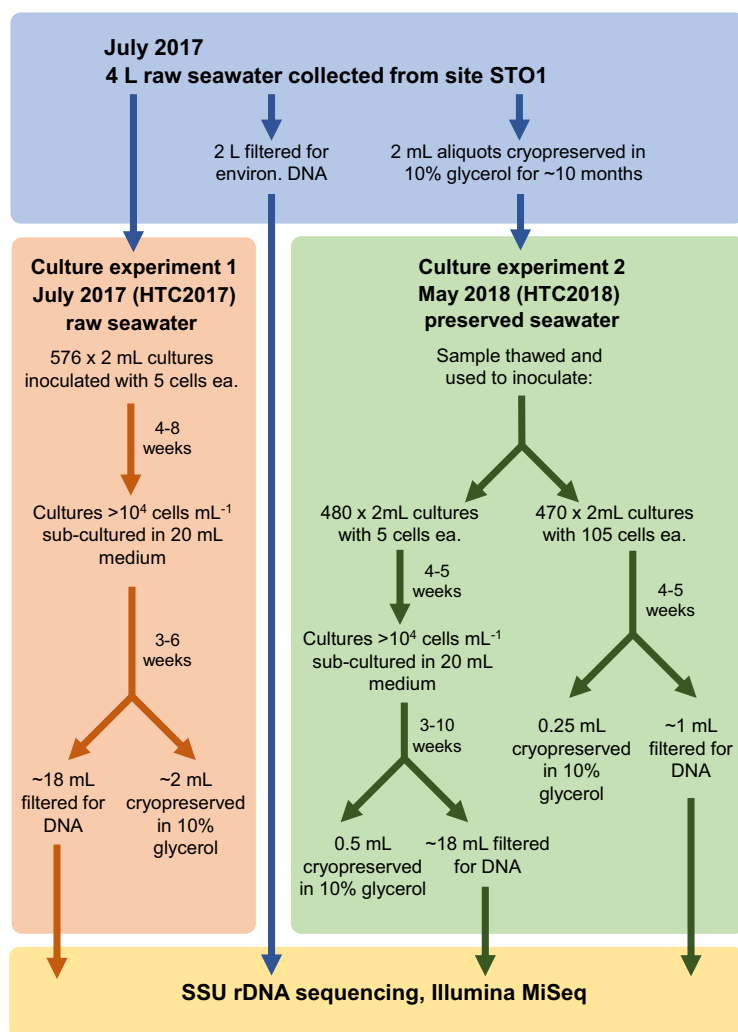 July 2017
4 L raw seawater collected from site STO1
2 L filtered for
environ. DNA
2 mL aliquots cryopreserved in
10% glycerol for ~10 months
Culture experiment 1
July 2017 (HTC2017)
raw seawater
576 x 2 mL cultures
inoculated with 5 cells ea.
4-8
weeks
Cultures >10⁴ cells mL⁻¹
sub-cultured in 20 mL
medium
3-6
weeks
~18 mL
filtered for
DNA
~2 mL
cryopreserved
in 10%
glycerol
Culture experiment 2
May 2018 (HTC2018)
preserved seawater
Sample thawed and
used to inoculate:
480 x 2mL cultures
with 5 cells ea.
4-5
weeks
Cultures >10⁴ cells mL⁻¹
sub-cultured in 20 mL
medium
3-10
weeks
0.5 mL
cryopreserved
in 10% glycerol
~18 mL filtered
for DNA
470 x 2mL cultures
with 105 cells ea.
4-5
weeks
0.25 mL
cryopreserved
in 10%
glycerol
~1 mL
filtered for
DNA
SSU rDNA sequencing, Illumina MiSeq